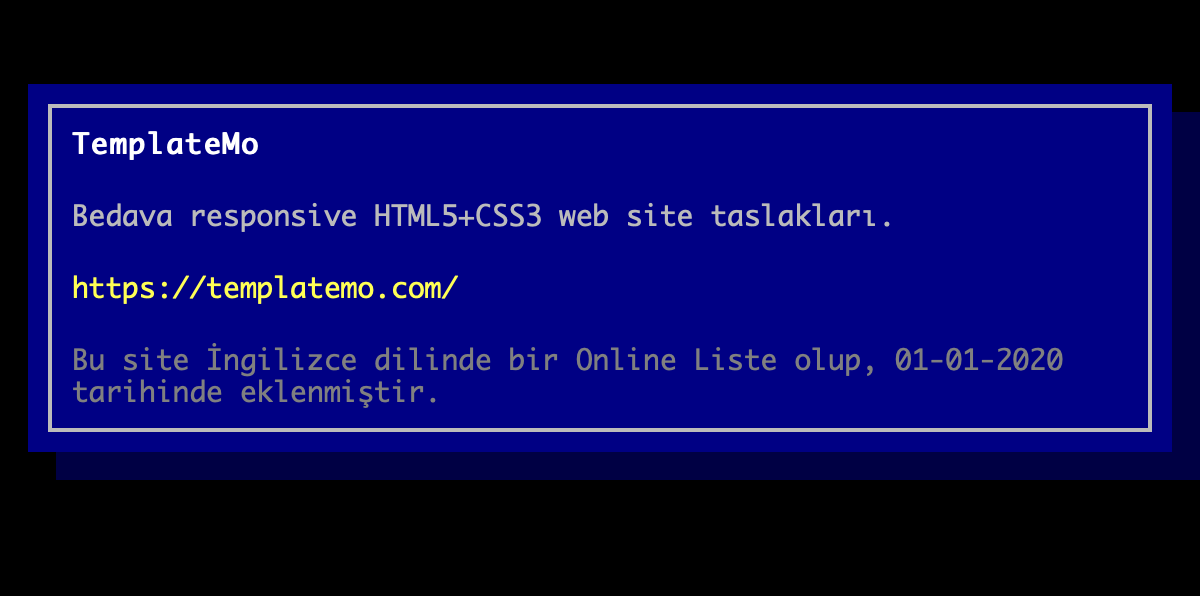 TemplateMo
Bedava responsive HTML5+CSS3 web site taslakları.
https://templatemo.com/
Bu site İngilizce dilinde bir Online Liste olup, 01-01-2020
tarihinde eklenmiştir.